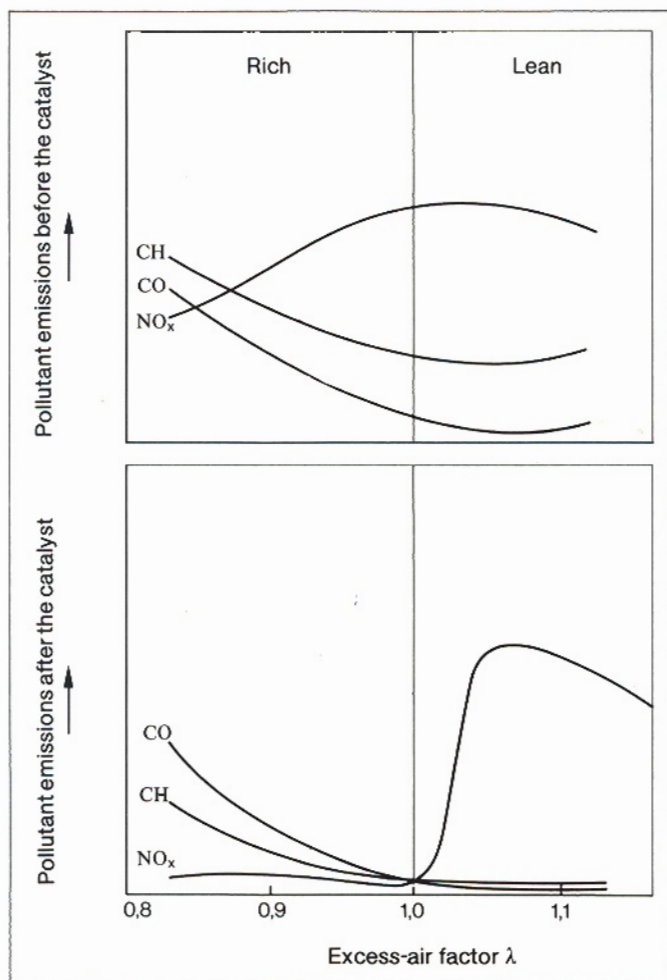 Rich
Lean
Pollutant emissions before the catalyst
CH
CO
NOx
Pollutant emissions after the catalyst
CO
CH
NOx
0,8
0,9
1,0
1,1
Excess-air factor λ